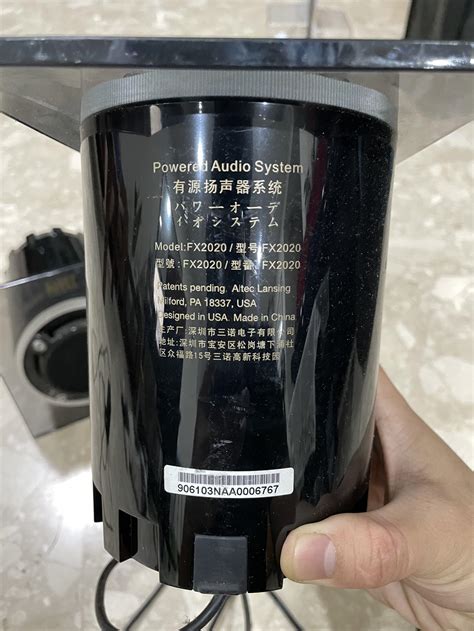 Powered Audio System
有源扬声器系统
パワーオーデ
ィオシステム
Model:FX2020 / 型号 FX2020
型號 : FX2020 / 型番 : FX2020
Patents pending. Altec Lansing
Milford, PA 18337, USA
Designed in USA. Made in China
生产厂: 深圳市三诺电子有限公司
地址: 深圳市宝安区松岗塘下涌社
区众福路15号三诺高新科技园
906103NAA0006767
ALTEC